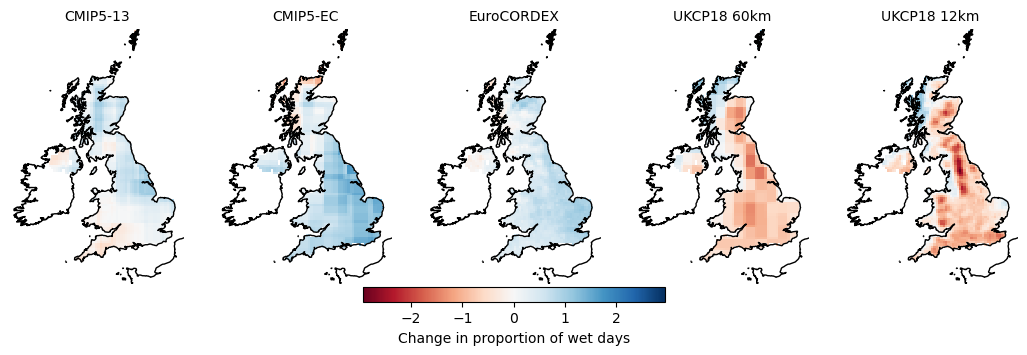 CMIP5-13 CMIP5-EC EuroCORDEX UKCP18 60km UKCP18 12km
−2 −1 0 1 2
Change in proportion of wet days